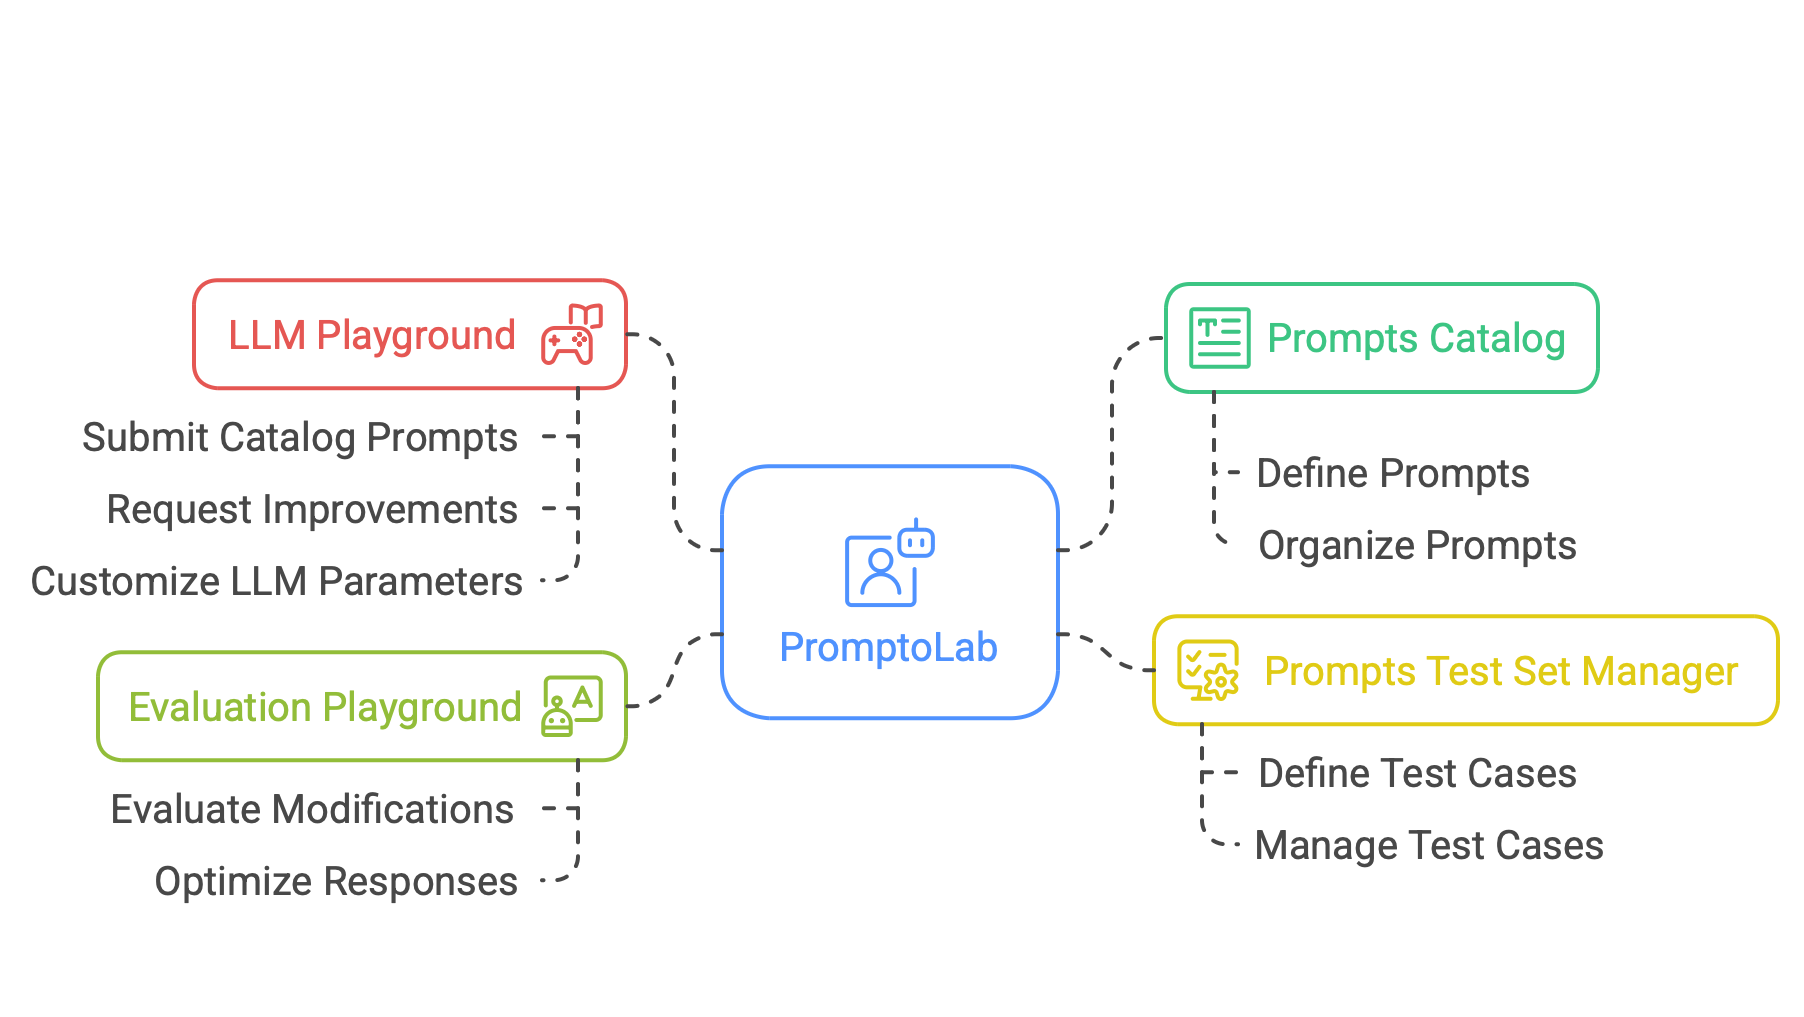 LLM Playground
Submit Catalog Prompts
Request Improvements
Customize LLM Parameters
Evaluation Playground
Evaluate Modifications
Optimize Responses
PromptoLab
Prompts Catalog
Define Prompts
Organize Prompts
Prompts Test Set Manager
Define Test Cases
Manage Test Cases